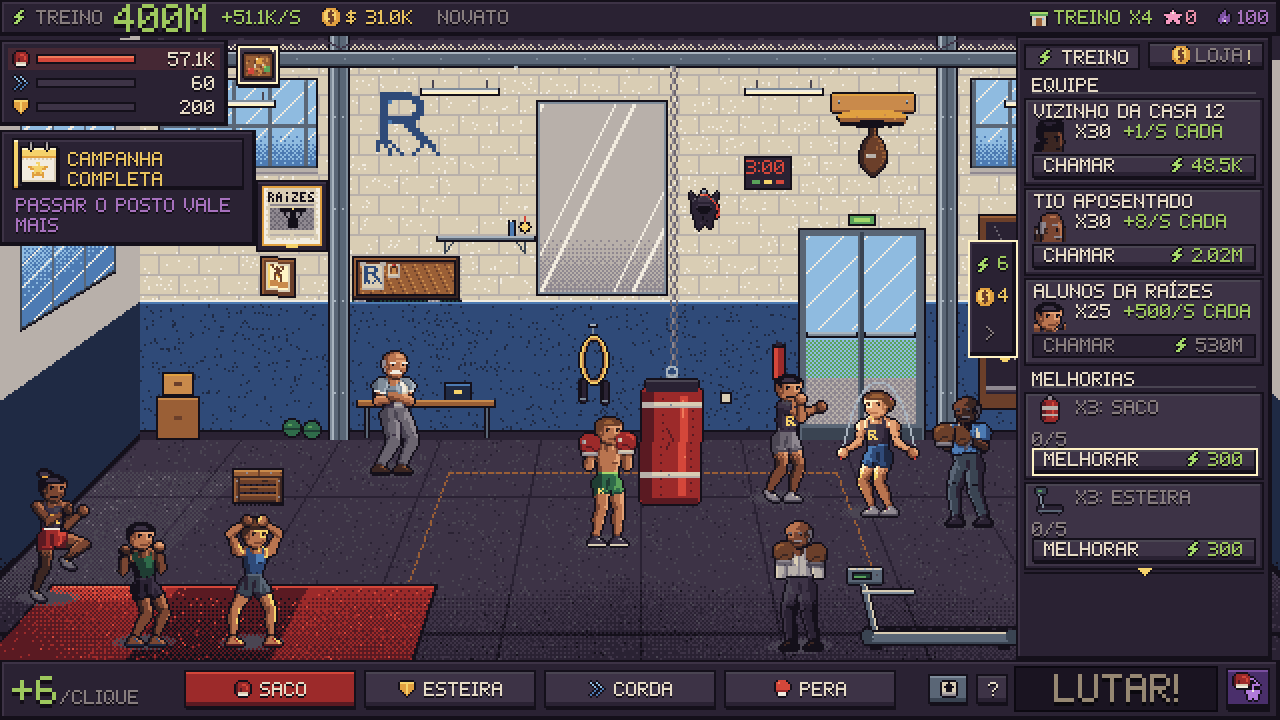 TREINO 400M +51.1K/S $ 31.0K NOVATO TREINO X4 0 100
57.1K
60
200
CAMPANHA
COMPLETA
PASSAR O POSTO VALE
MAIS
R
RAÍZES
R
3:00
6
4
TREINO LOJA!
EQUIPE
VIZINHO DA CASA 12
X30 +1/S CADA
CHAMAR 48.5K
TIO APOSENTADO
X30 +8/S CADA
CHAMAR 2.02M
ALUNOS DA RAÍZES
X25 +500/S CADA
CHAMAR 530M
MELHORIAS
X3: SACO
0/5
MELHORAR 300
X3: ESTEIRA
0/5
MELHORAR 300
R
R
+6/CLIQUE SACO ESTEIRA CORDA PERA ? LUTAR!